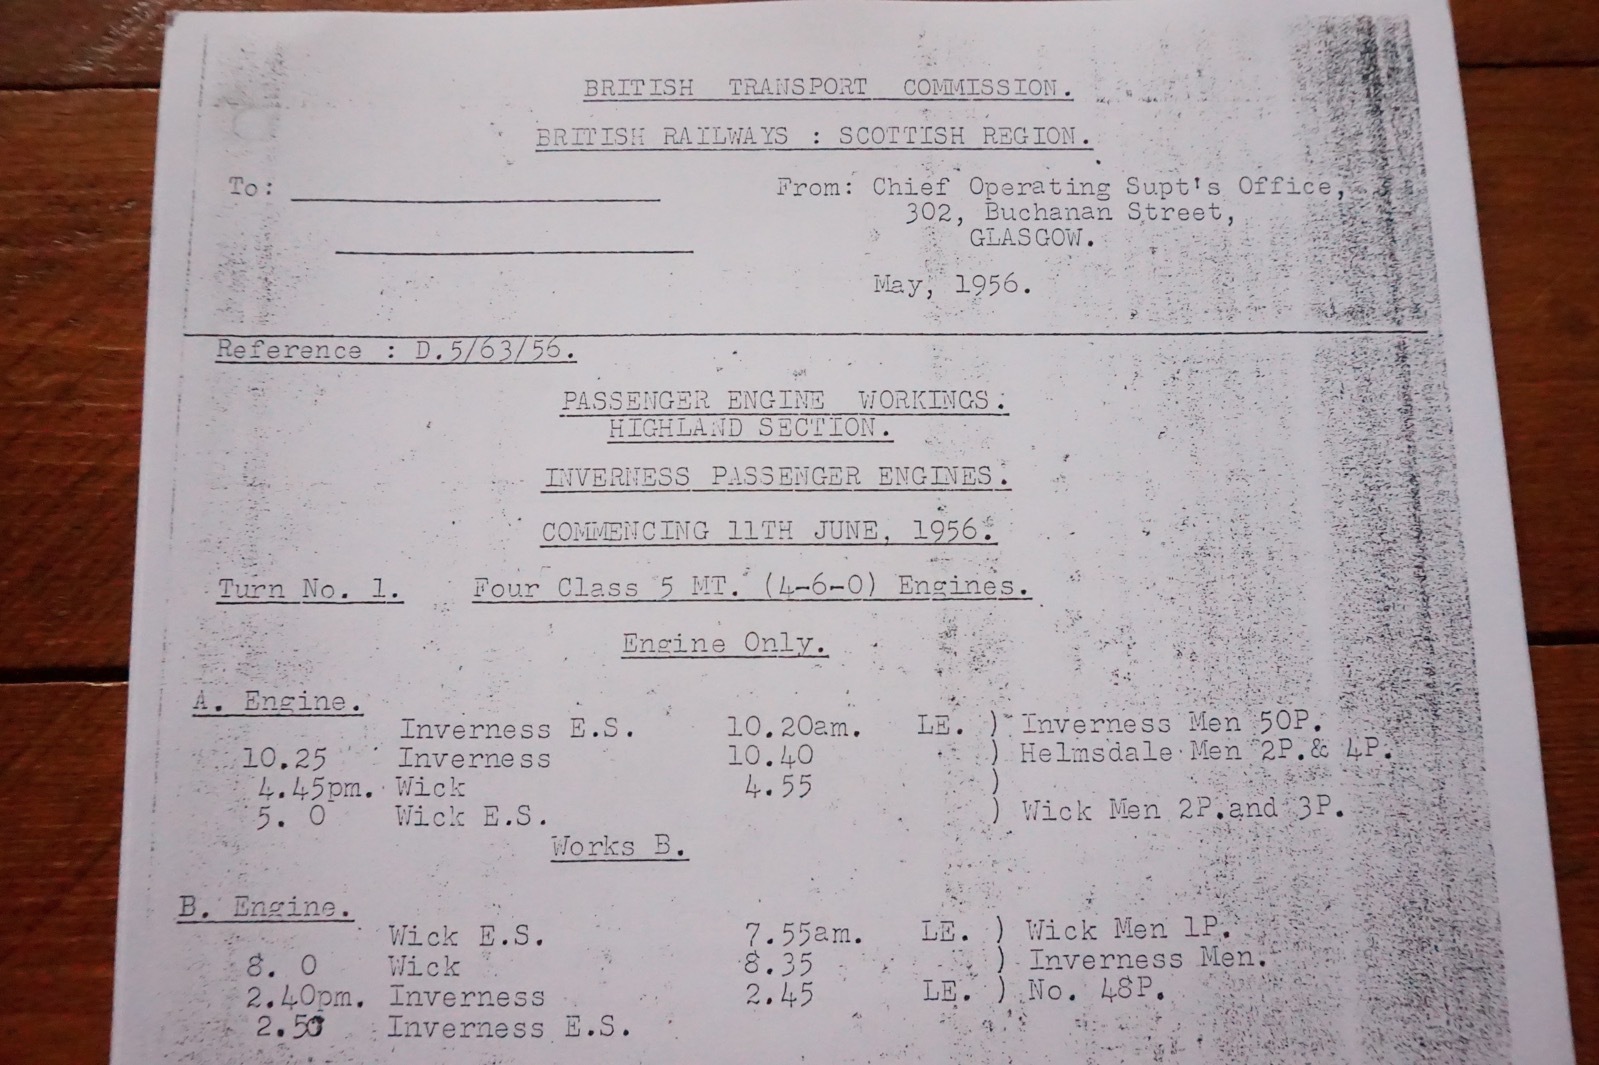 BRITISH TRANSPORT COMMISSION.
BRITISH RAILWAYS : SCOTTISH REGION.
To: From: Chief Operating Supt's Office,
302, Buchanan Street,
GLASGOW.
May, 1956.
Reference : D.5/63/56.
PASSENGER ENGINE WORKINGS.
HIGHLAND SECTION.
INVERNESS PASSENGER ENGINES.
COMMENCING 11TH JUNE, 1956.
Turn No. 1. Four Class 5 MT. (4-6-0) Engines.
Engine Only.
A. Engine.
Inverness E.S. 10.20am. LE. ) Inverness Men 50P.
10.25 Inverness 10.40 ) Helmsdale Men 2P.& 4P.
4.45pm. Wick 4.55 )
5. 0 Wick E.S. ) Wick Men 2P.and 3P.
Works B.
B. Engine.
Wick E.S. 7.55am. LE. ) Wick Men 1P.
8. 0 Wick 8.35 ) Inverness Men.
2.40pm. Inverness 2.45 LE. ) No. 48P.
2.50 Inverness E.S.